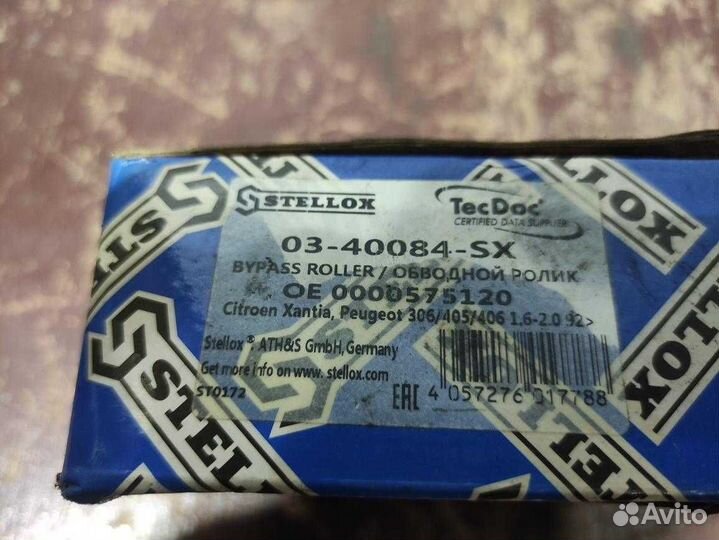 STELLOX
TecDoc
CERTIFIED DATA SUPPLIER
03-40084-SX
BYPASS ROLLER / ОБВОДНОЙ РОЛИК
OE 0000575120
Citroen Xantia, Peugeot 306/405/406 1,6-2.0 92>
Stellox® ATH&S GmbH, Germany
Get more info on www.stellox.com
ST0172
EAC 4 057276 017788
STELLOX
STELLOX
STELLOX
Avito